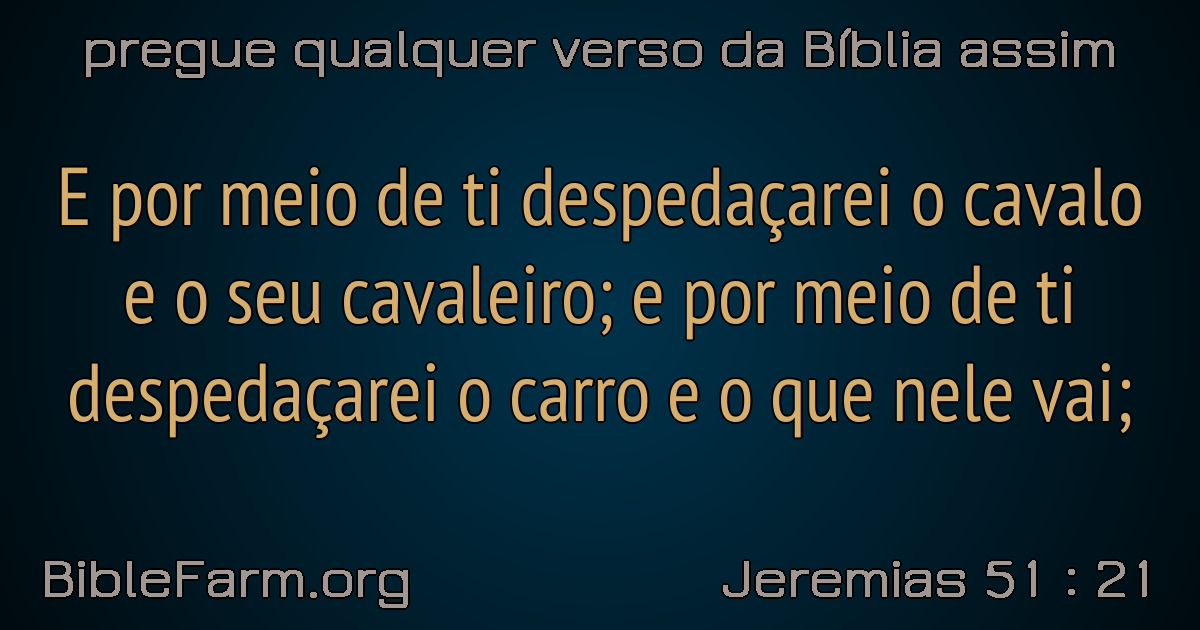 pregue qualquer verso da Bíblia assim
E por meio de ti despedaçarei o cavalo
e o seu cavaleiro; e por meio de ti
despedaçarei o carro e o que nele vai;
BibleFarm.org
Jeremias 51 : 21